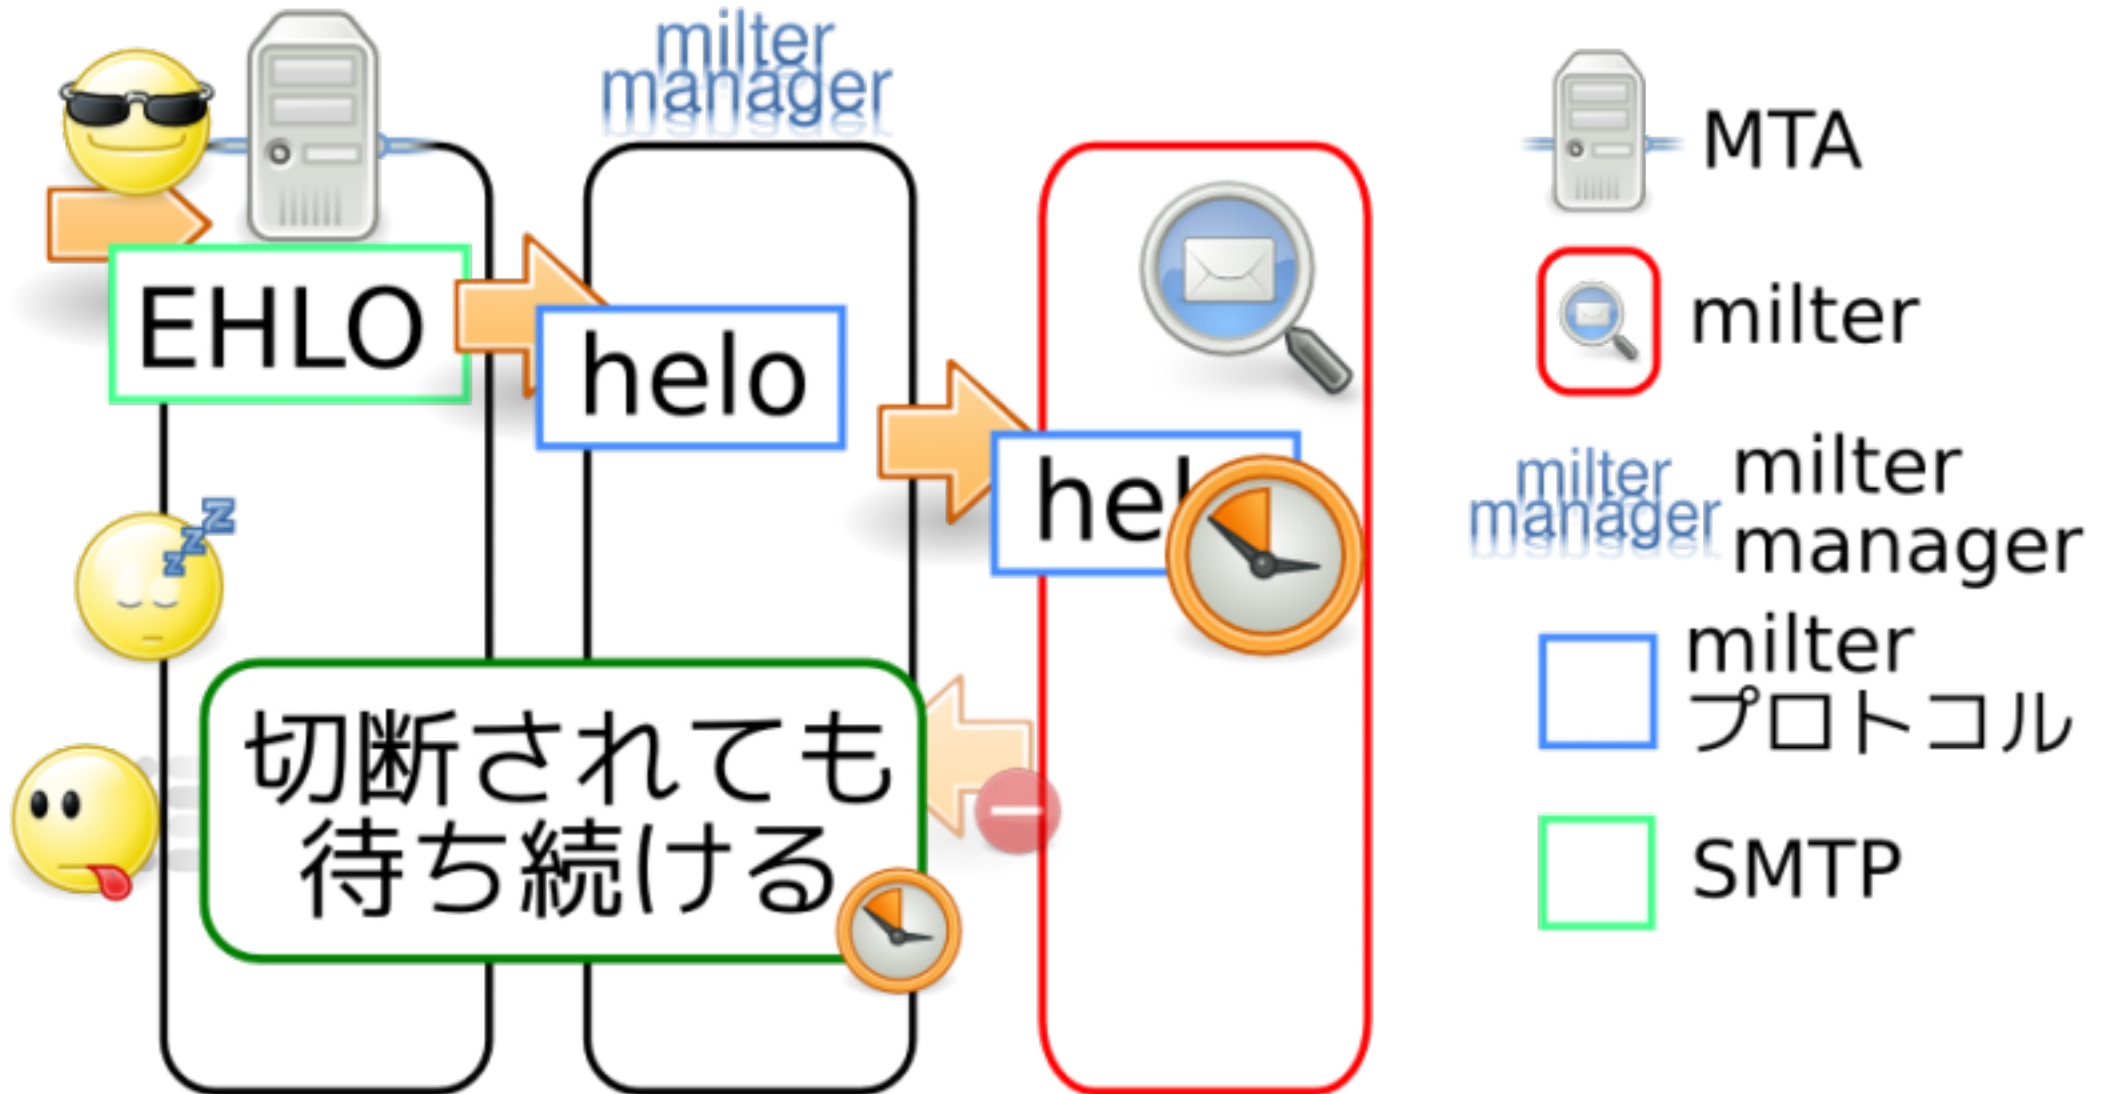 milter
manager
EHLO
helo
hel
切断されても
待ち続ける
MTA
milter
milter
manager
milter
manager
milter
プロトコル
SMTP